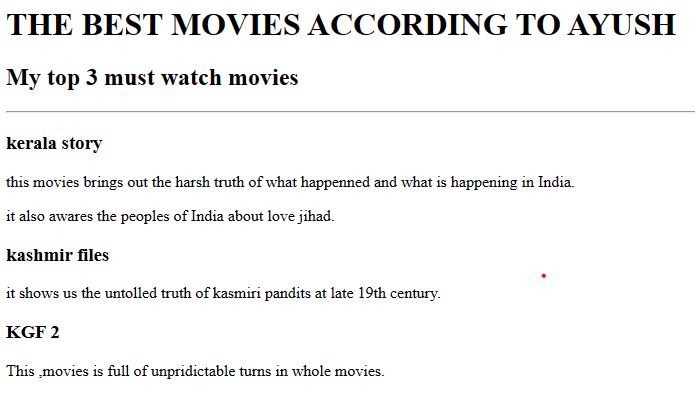 THE BEST MOVIES ACCORDING TO AYUSH
My top 3 must watch movies
kerala story
this movies brings out the harsh truth of what happenned and what is happening in India.
it also awares the peoples of India about love jihad.
kashmir files
it shows us the untolled truth of kasmiri pandits at late 19th century.
KGF 2
This ,movies is full of unpridictable turns in whole movies.